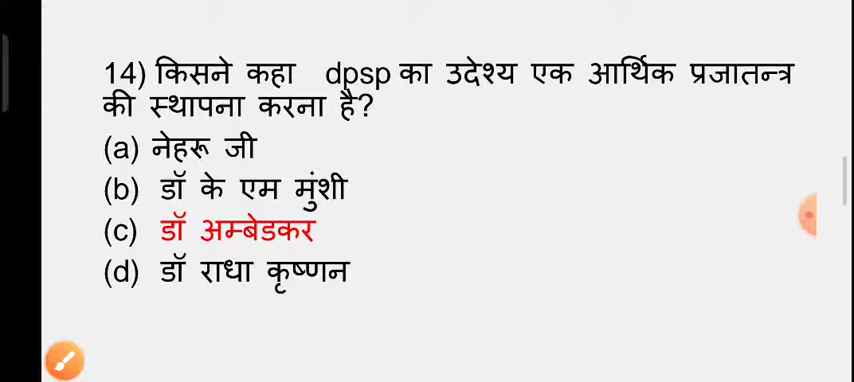 14) किसने कहा dpsp का उदेश्य एक आर्थिक प्रजातन्त्र
की स्थापना करना है?
(a) नेहरू जी
(b) डॉ के एम मुंशी
(c) डॉ अम्बेडकर
(d) डॉ राधा कृष्णन